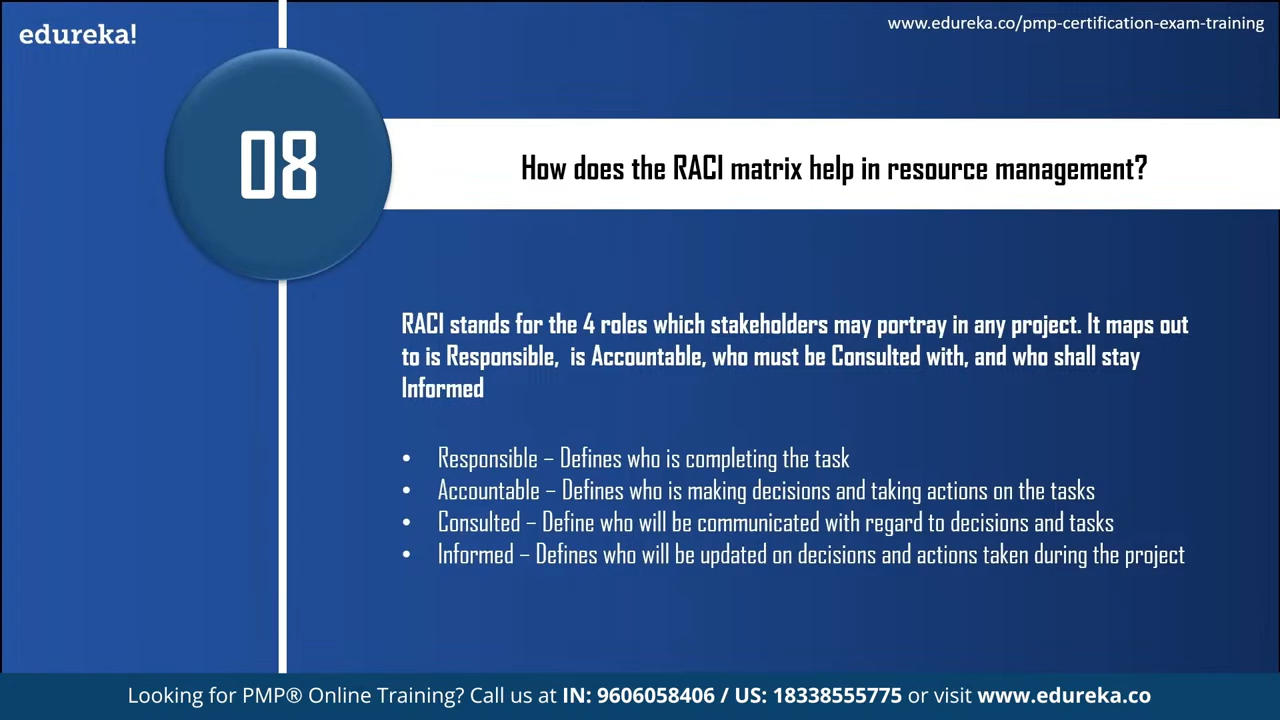 edureka!
www.edureka.co/pmp-certification-exam-training
08
How does the RACI matrix help in resource management?
RACI stands for the 4 roles which stakeholders may portray in any project. It maps out
to is Responsible,  is Accountable, who must be Consulted with, and who shall stay
Informed
• Responsible – Defines who is completing the task
• Accountable – Defines who is making decisions and taking actions on the tasks
• Consulted – Define who will be communicated with regard to decisions and tasks
• Informed – Defines who will be updated on decisions and actions taken during the project
Looking for PMP® Online Training? Call us at IN: 9606058406 / US: 18338555775 or visit www.edureka.co